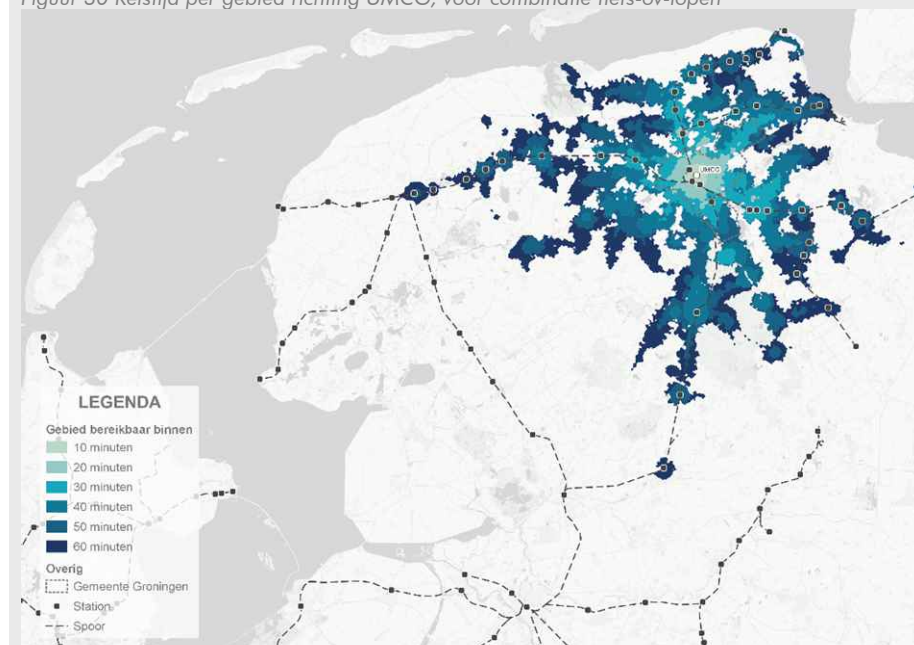 Figuur 30 Reistijd per gebied richting UMCG, voor combinatie fiets-ov-lopen
UMCG
LEGENDA
Gebied bereikbaar binnen
10 minuten
20 minuten
30 minuten
40 minuten
50 minuten
60 minuten
Overig
Gemeente Groningen
Station
Spoor